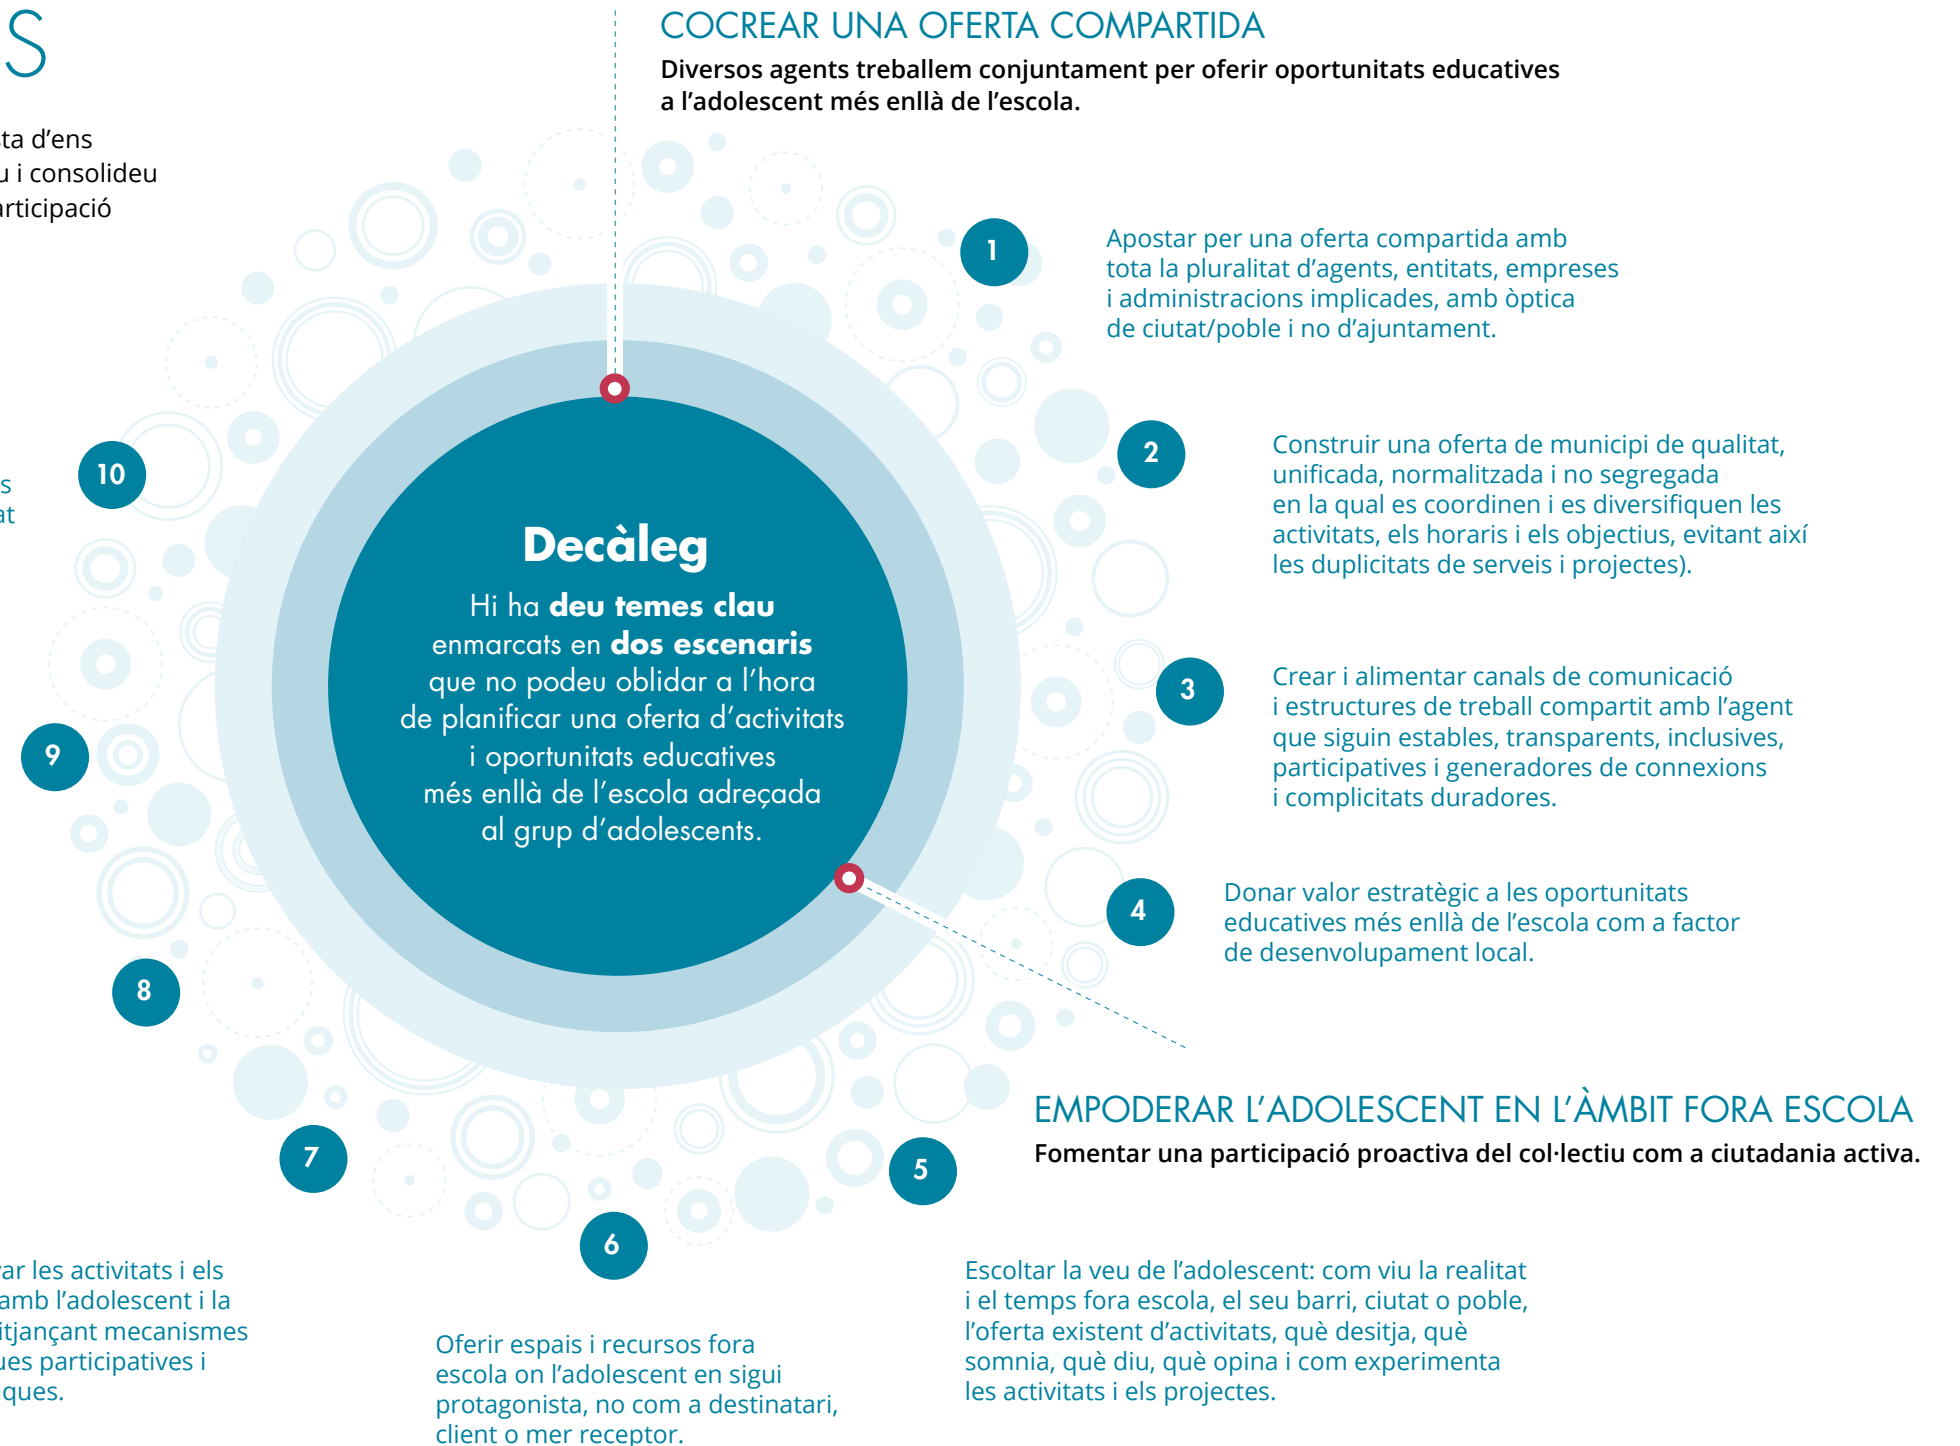 S
d'ens
i consolideu
COCREAR UNA OFERTA COMPARTIDA
Diversos agents treballem conjuntament per oferir oportunitats educatives
a l'adolescent més enllà de l'escola.
1
Apostar per una oferta compartida amb
tota la pluralitat d'agents, entitats, empreses
i administracions implicades, amb òptica
de ciutat/poble i no d'ajuntament.
2
Construir una oferta de municipi de qualitat,
unificada, normalitzada i no segregada
en la qual es coordinen i es diversifiquen les
activitats, els horaris i els objectius, evitant així
les duplicitats de serveis i projectes).
3
Crear i alimentar canals de comunicació
i estructures de treball compartit amb l'agent
que siguin estables, transparents, inclusives,
participatives i generadores de connexions
i complicitats duradores.
4
Donar valor estratègic a les oportunitats
educatives més enllà de l'escola com a factor
de desenvolupament local.
Decàleg
Hi ha deu temes clau
enmarcats en dos escenaris
que no podeu oblidar a l'hora
de planificar una oferta d'activitats
i oportunitats educatives
més enllà de l'escola adreçada
al grup d'adolescents.
EMPODERAR L'ADOLESCENT EN L'ÀMBIT FORA ESCOLA
Fomentar una participació proactiva del col·lectiu com a ciutadania activa.
5
Escoltar la veu de l'adolescent: com viu la realitat
i el temps fora escola, el seu barri, ciutat o poble,
l'oferta existent d'activitats, què desitja, què
somnia, què diu, què opina i com experimenta
les activitats i els projectes.
6
Oferir espais i recursos fora
escola on l'adolescent en sigui
protagonista, no com a destinatari,
client o mer receptor.
7
les activitats i els
amb l'adolescent i la
mecanismes
participatives i
8
9
10